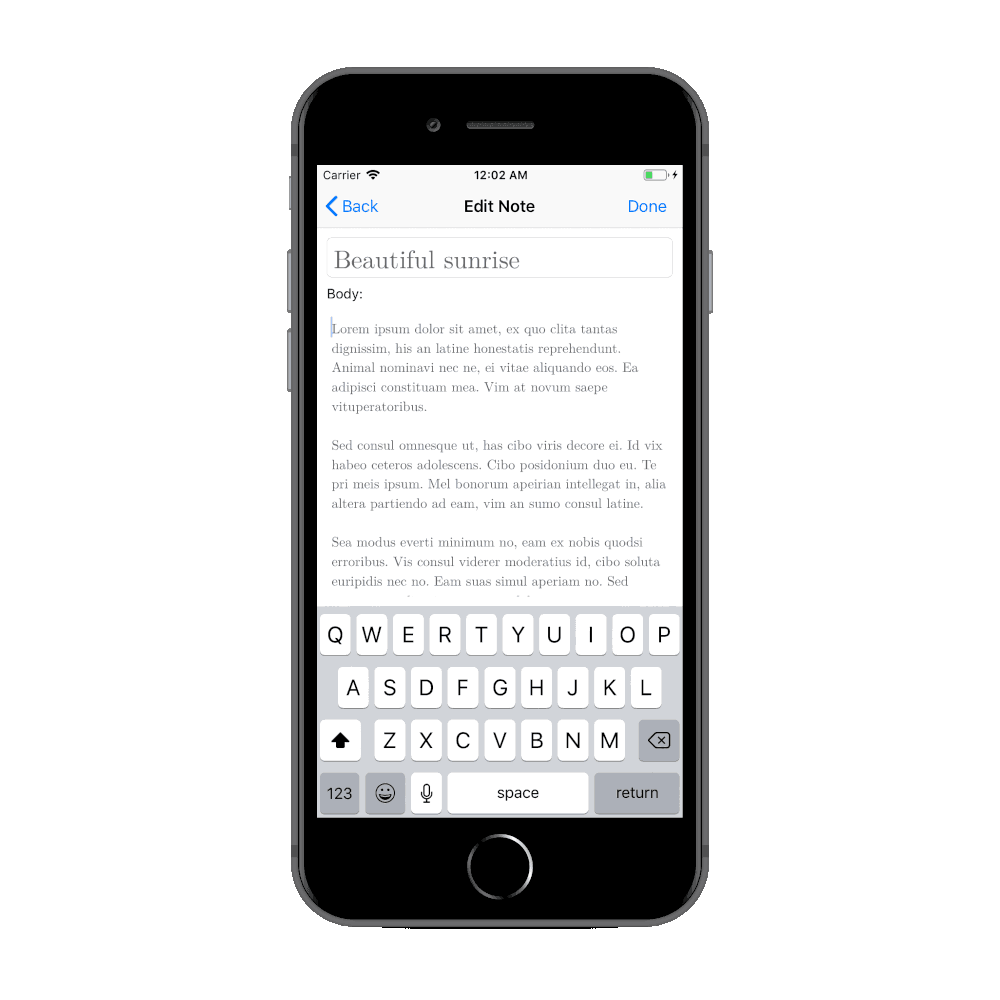 Carrier 12:02 AM
Back Edit Note Done
Beautiful sunrise
Body:
Lorem ipsum dolor sit amet, ex quo clita tantas
dignissim, his an latine honestatis reprehendunt.
Animal nominavi nec ne, ei vitae aliquando eos. Ea
adipisci constituam mea. Vim at novum saepe
vituperatoribus.
Sed consul omnesque ut, has cibo viris decore ei. Id vix
habeo ceteros adolescens. Cibo posidonium duo eu. Te
pri meis ipsum. Mel bonorum apeirian intellegat in, alia
altera partiendo ad eam, vim an sumo consul latine.
Sea modus everti minimum no, eam ex nobis quodsi
erroribus. Vis consul viderer moderatius id, cibo soluta
euripidis nec no. Eam suas simul aperiam no. Sed
Q W E R T Y U I O P
A S D F G H J K L
Z X C V B N M
123 space return